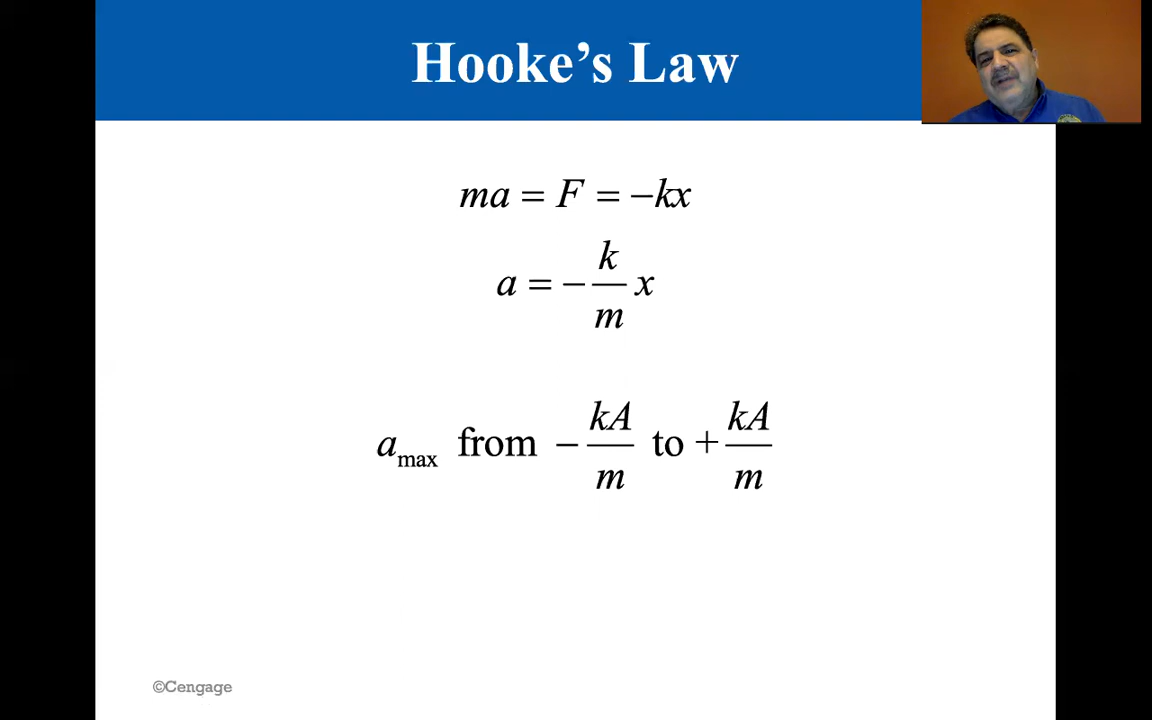 Hooke's Law
ma = F = −kx
a = − k/m x
a_max from − kA/m to + kA/m
©Cengage